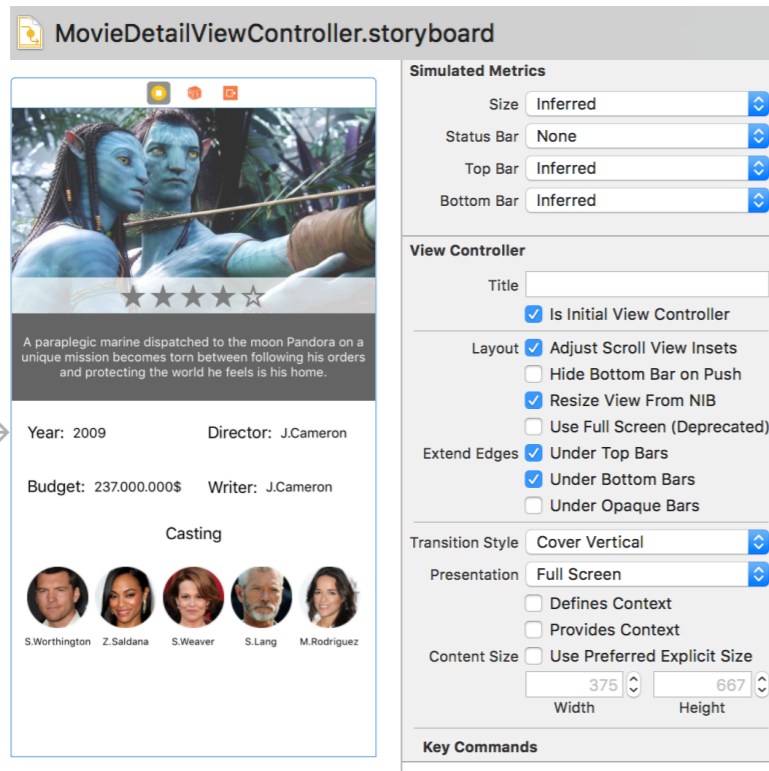 MovieDetailViewController.storyboard
A paraplegic marine dispatched to the moon Pandora on a
unique mission becomes torn between following his orders
and protecting the world he feels is his home.
Year: 2009 Director: J.Cameron
Budget: 237.000.000$ Writer: J.Cameron
Casting
S.Worthington Z.Saldana S.Weaver S.Lang M.Rodriguez
Simulated Metrics
Size Inferred
Status Bar None
Top Bar Inferred
Bottom Bar Inferred
View Controller
Title
Is Initial View Controller
Layout Adjust Scroll View Insets
Hide Bottom Bar on Push
Resize View From NIB
Use Full Screen (Deprecated)
Extend Edges Under Top Bars
Under Bottom Bars
Under Opaque Bars
Transition Style Cover Vertical
Presentation Full Screen
Defines Context
Provides Context
Content Size Use Preferred Explicit Size
375 667
Width Height
Key Commands